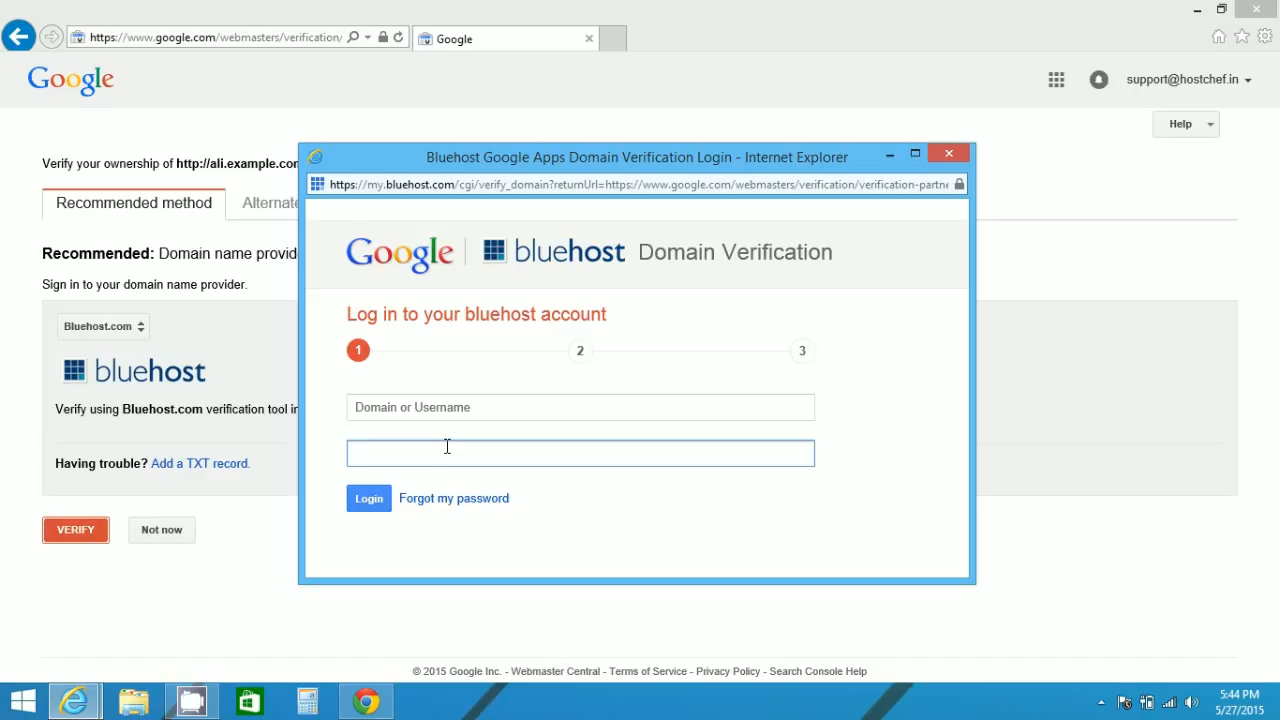 https://www.google.com/webmasters/verification/
Google
Google
support@hostchef.in
Help
Verify your ownership of http://ali.example.com
Recommended method
Alternate
Recommended: Domain name provid
Sign in to your domain name provider.
Bluehost.com
bluehost
Verify using Bluehost.com verification tool in
Having trouble? Add a TXT record.
VERIFY
Not now
Bluehost Google Apps Domain Verification Login - Internet Explorer
https://my.bluehost.com/cgi/verify_domain?returnUrl=https://www.google.com/webmasters/verification/verification-partne
Google bluehost Domain Verification
Log in to your bluehost account
1 2 3
Domain or Username
Login Forgot my password
© 2015 Google Inc. - Webmaster Central - Terms of Service - Privacy Policy - Search Console Help
5:44 PM
5/27/2015